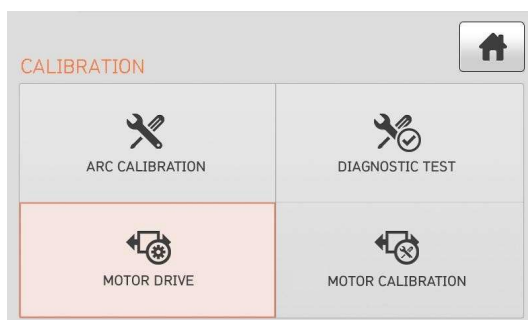 CALIBRATION
ARC CALIBRATION
DIAGNOSTIC TEST
MOTOR DRIVE
MOTOR CALIBRATION